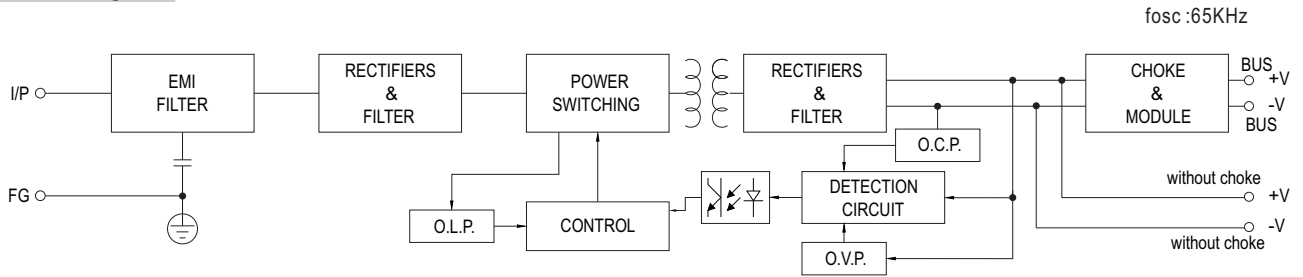 fosc :65KHz
I/P
EMI
FILTER
RECTIFIERS
&
FILTER
POWER
SWITCHING
RECTIFIERS
&
FILTER
CHOKE
&
MODULE
BUS
+V
-V
BUS
O.C.P.
FG
O.L.P.
CONTROL
DETECTION
CIRCUIT
O.V.P.
without choke
+V
-V
without choke